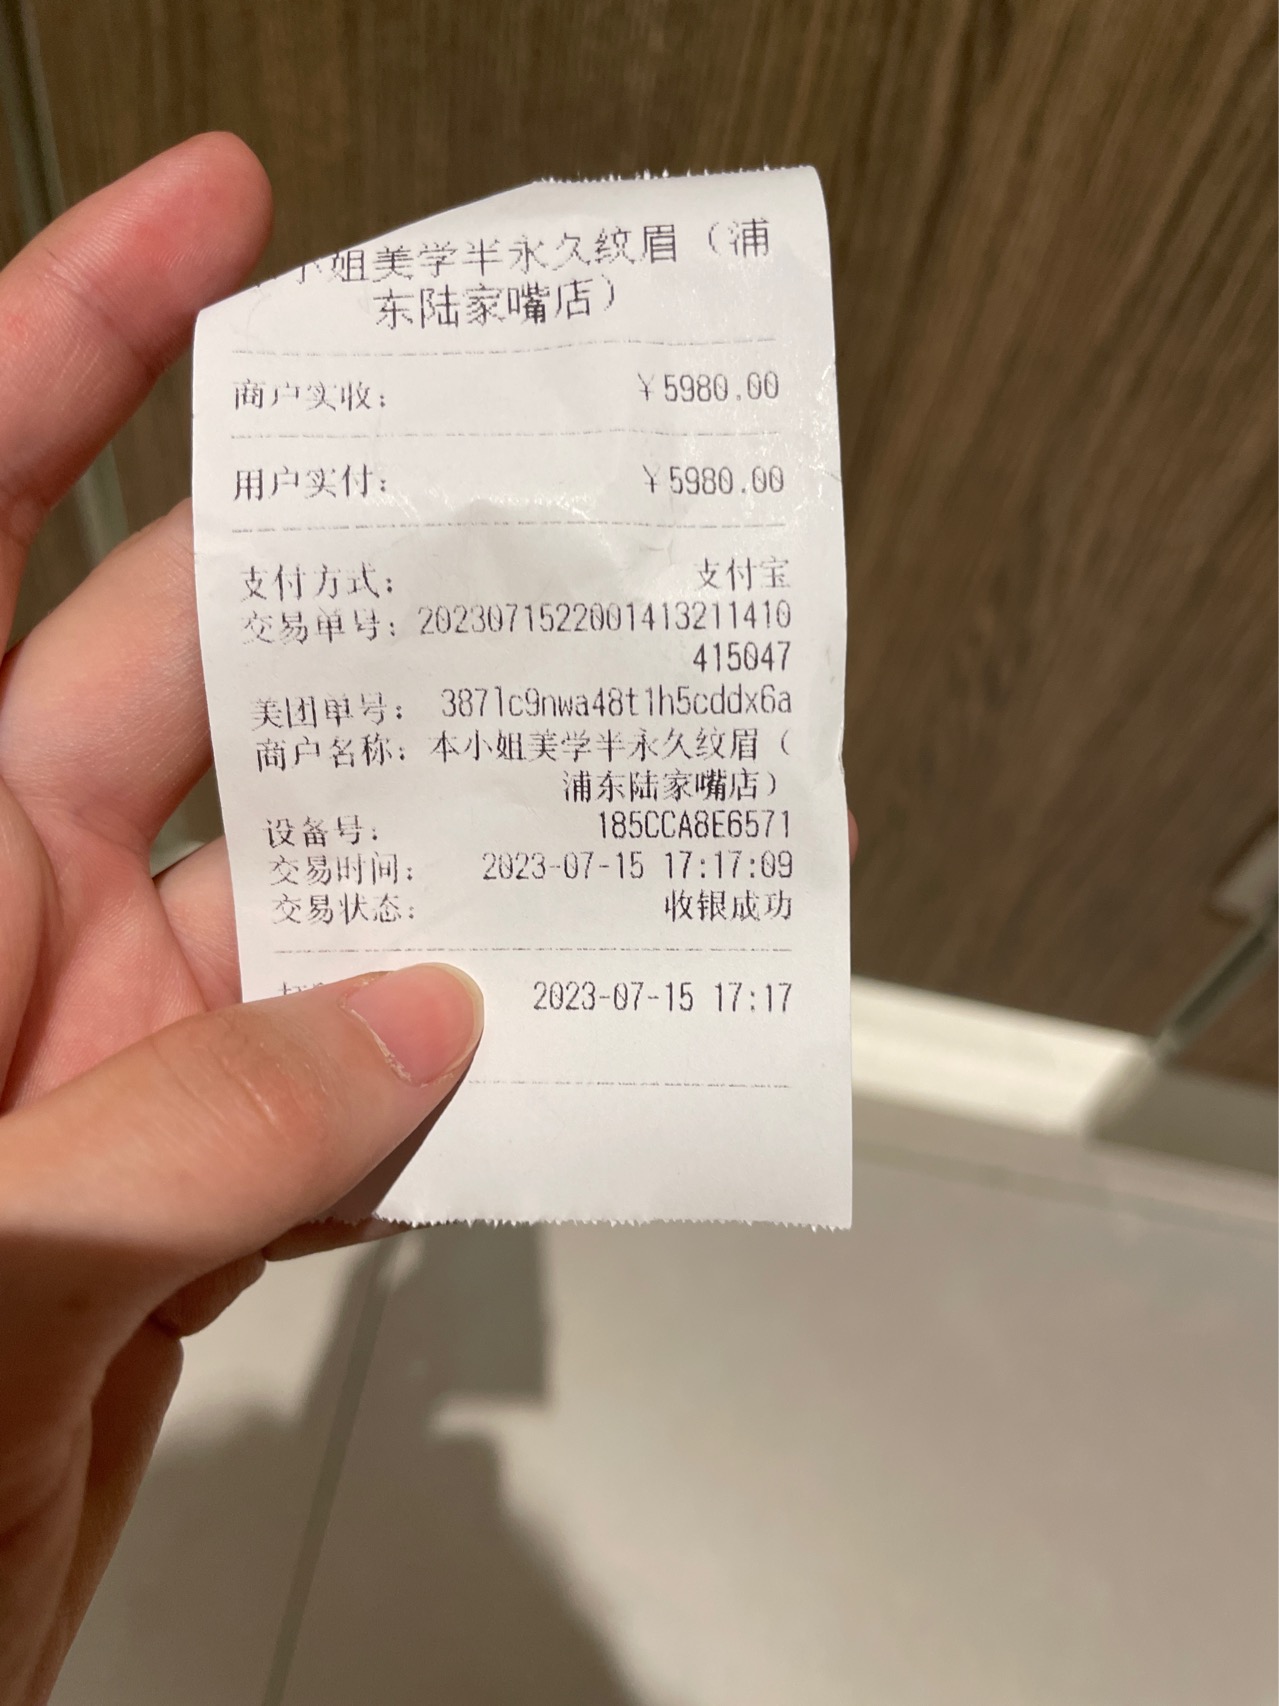 小姐美学半永久纹眉（浦
东陆家嘴店）
商户实收： ￥5980.00
用户实付： ￥5980.00
支付方式： 支付宝
交易单号：2023071522001413211410
415047
美团单号： 387lc9nwa48t1h5cddx6a
商户名称：本小姐美学半永久纹眉（
浦东陆家嘴店）
设备号： 185CCA8E6571
交易时间： 2023-07-15 17:17:09
交易状态： 收银成功
2023-07-15 17:17